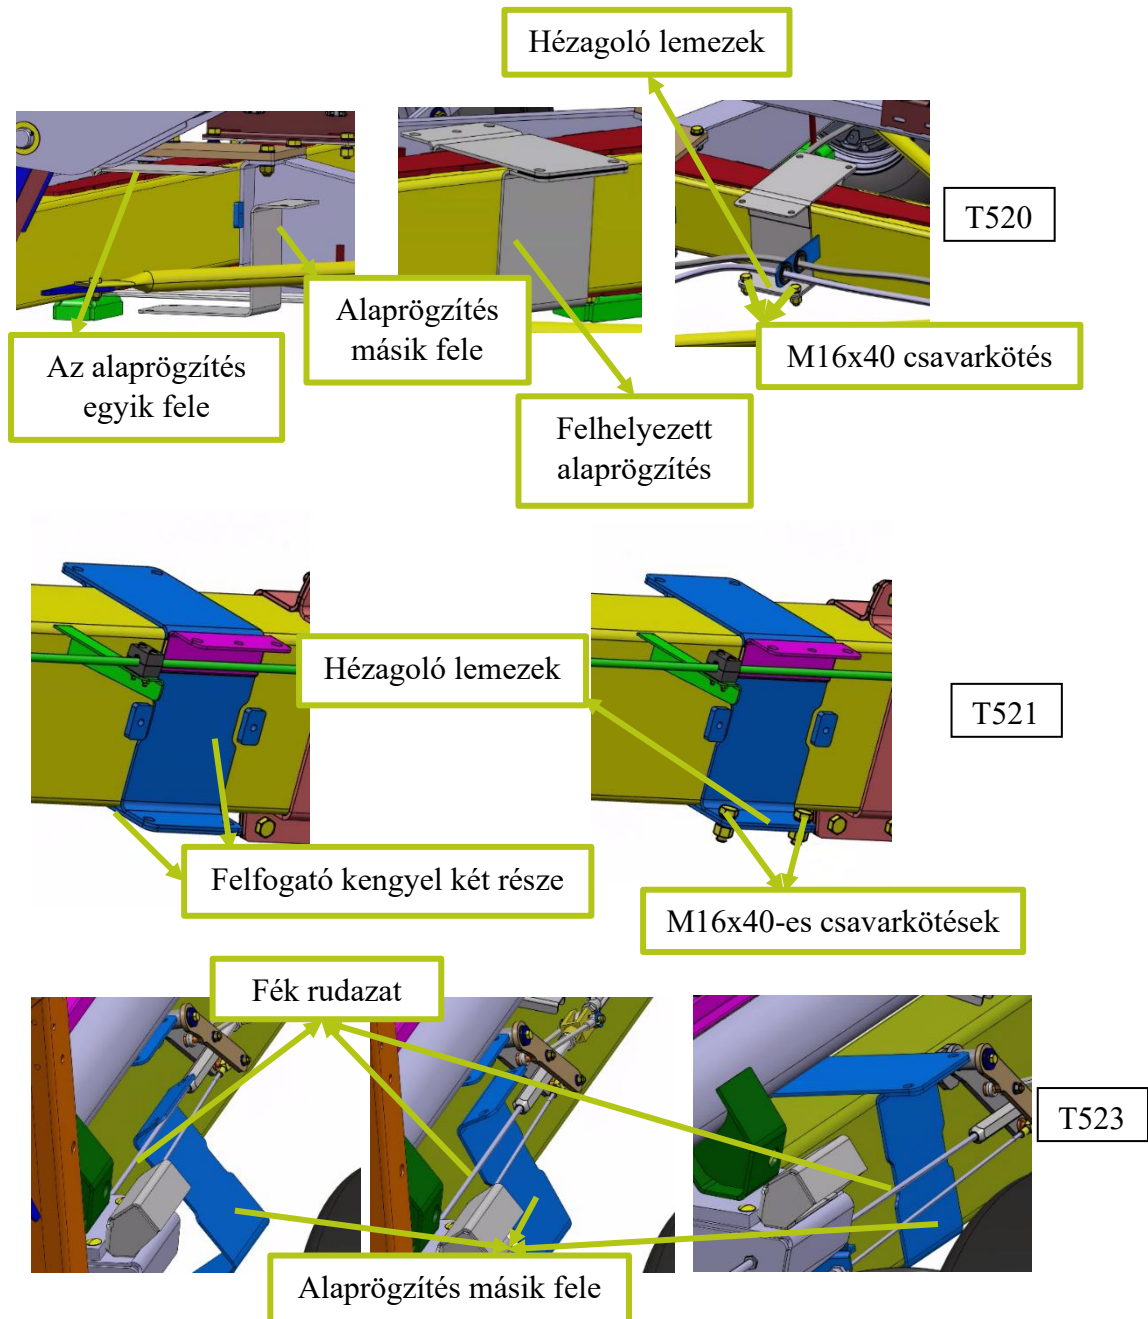 Hézagoló lemezek
T520
Az alaprögzítés
egyik fele
Alaprögzítés
másik fele
M16x40 csavarkötés
Felhelyezett
alaprögzítés
Hézagoló lemezek
T521
Felfogató kengyel két része
M16x40-es csavarkötések
Fék rudazat
T523
Alaprögzítés másik fele